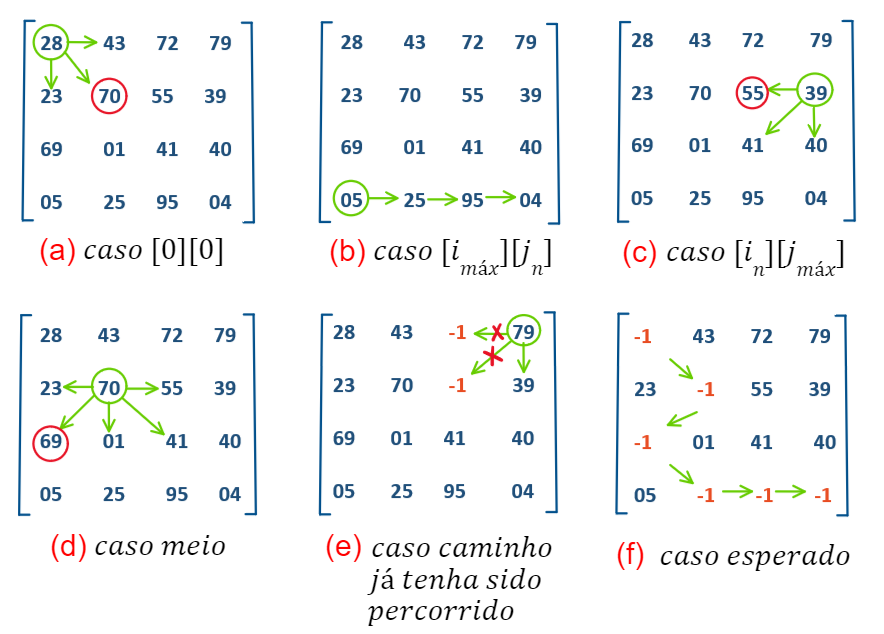 28 43 72 79
23 70 55 39
69 01 41 40
05 25 95 04
(a) caso [0][0]
28 43 72 79
23 70 55 39
69 01 41 40
05 25 95 04
(b) caso [i_máx][j_n]
28 43 72 79
23 70 55 39
69 01 41 40
05 25 95 04
(c) caso [i_n][j_máx]
28 43 72 79
23 70 55 39
69 01 41 40
05 25 95 04
(d) caso meio
28 43 -1 79
23 70 -1 39
69 01 41 40
05 25 95 04
(e) caso caminho
já tenha sido
percorrido
-1 43 72 79
23 -1 55 39
-1 01 41 40
05 -1 -1 -1
(f) caso esperado